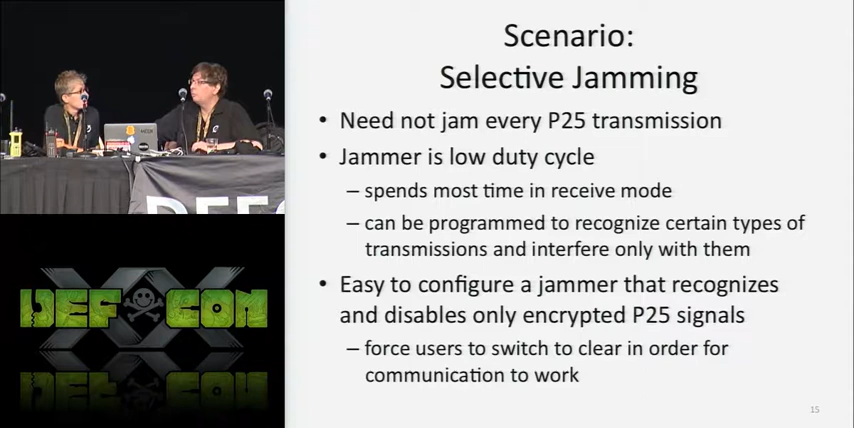 Scenario:
Selective Jamming
• Need not jam every P25 transmission
• Jammer is low duty cycle
– spends most time in receive mode
– can be programmed to recognize certain types of
transmissions and interfere only with them
• Easy to configure a jammer that recognizes
and disables only encrypted P25 signals
– force users to switch to clear in order for
communication to work
15
DEF CON
XX